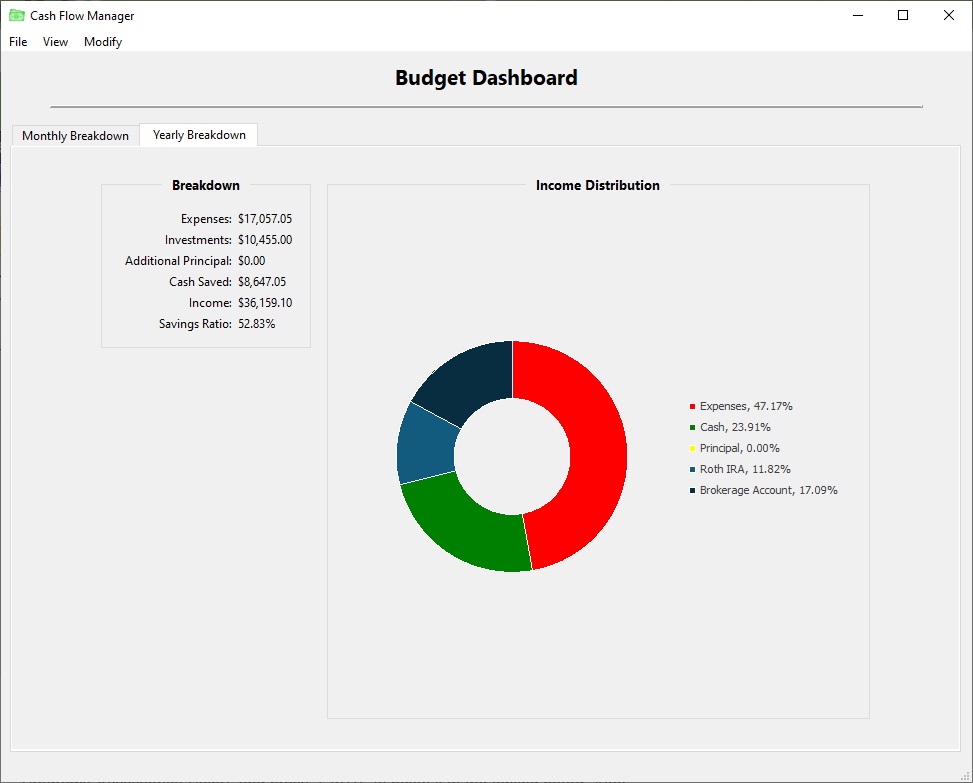 Cash Flow Manager
File View Modify
Budget Dashboard
Monthly Breakdown Yearly Breakdown
Breakdown
Expenses: $17,057.05
Investments: $10,455.00
Additional Principal: $0.00
Cash Saved: $8,647.05
Income: $36,159.10
Savings Ratio: 52.83%
Income Distribution
Expenses, 47.17%
Cash, 23.91%
Principal, 0.00%
Roth IRA, 11.82%
Brokerage Account, 17.09%